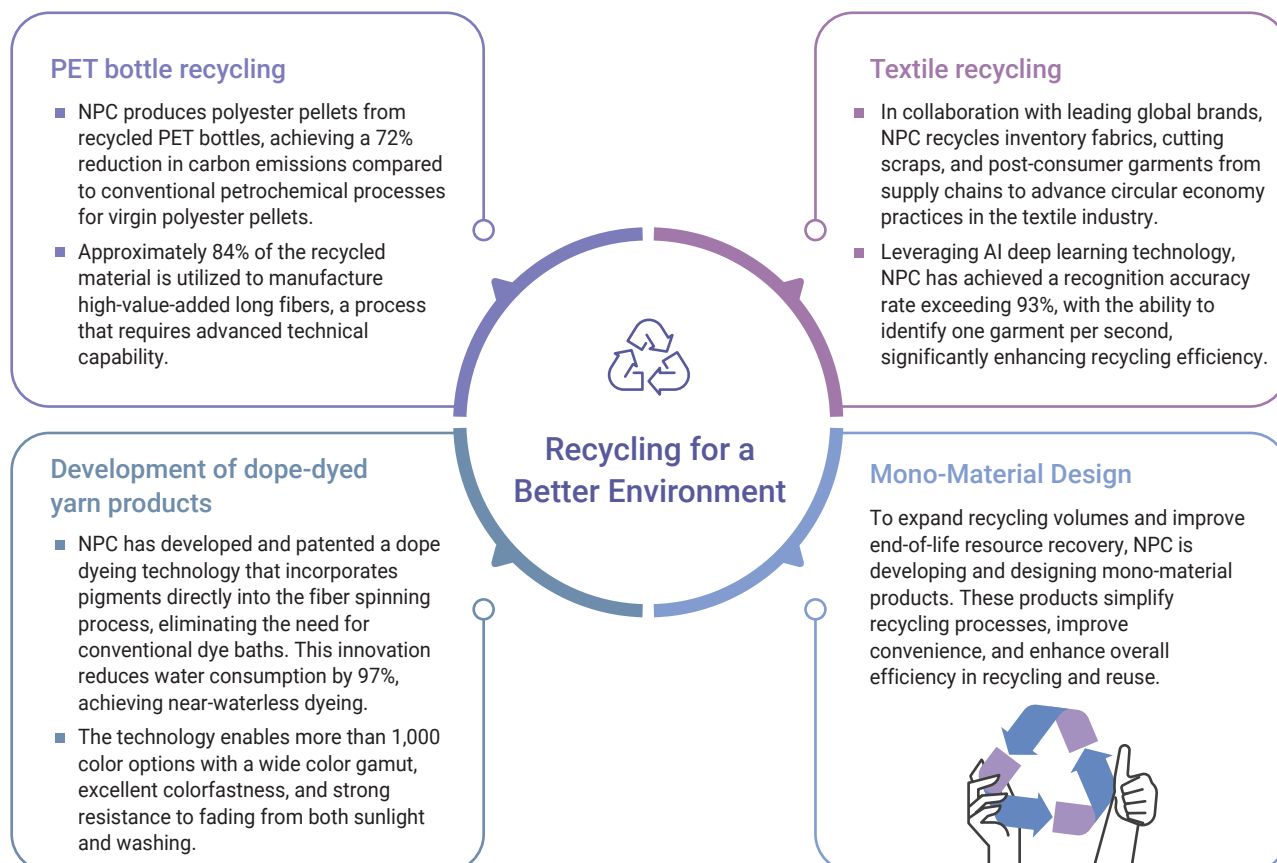 PET bottle recycling
■ NPC produces polyester pellets from
recycled PET bottles, achieving a 72%
reduction in carbon emissions compared
to conventional petrochemical processes
for virgin polyester pellets.
■ Approximately 84% of the recycled
material is utilized to manufacture
high-value-added long fibers, a process
that requires advanced technical
capability.
Textile recycling
■ In collaboration with leading global brands,
NPC recycles inventory fabrics, cutting
scraps, and post-consumer garments from
supply chains to advance circular economy
practices in the textile industry.
■ Leveraging AI deep learning technology,
NPC has achieved a recognition accuracy
rate exceeding 93%, with the ability to
identify one garment per second,
significantly enhancing recycling efficiency.
Recycling for a
Better Environment
Development of dope-dyed
yarn products
■ NPC has developed and patented a dope
dyeing technology that incorporates
pigments directly into the fiber spinning
process, eliminating the need for
conventional dye baths. This innovation
reduces water consumption by 97%,
achieving near-waterless dyeing.
■ The technology enables more than 1,000
color options with a wide color gamut,
excellent colorfastness, and strong
resistance to fading from both sunlight
and washing.
Mono-Material Design
To expand recycling volumes and improve
end-of-life resource recovery, NPC is
developing and designing mono-material
products. These products simplify
recycling processes, improve
convenience, and enhance overall
efficiency in recycling and reuse.